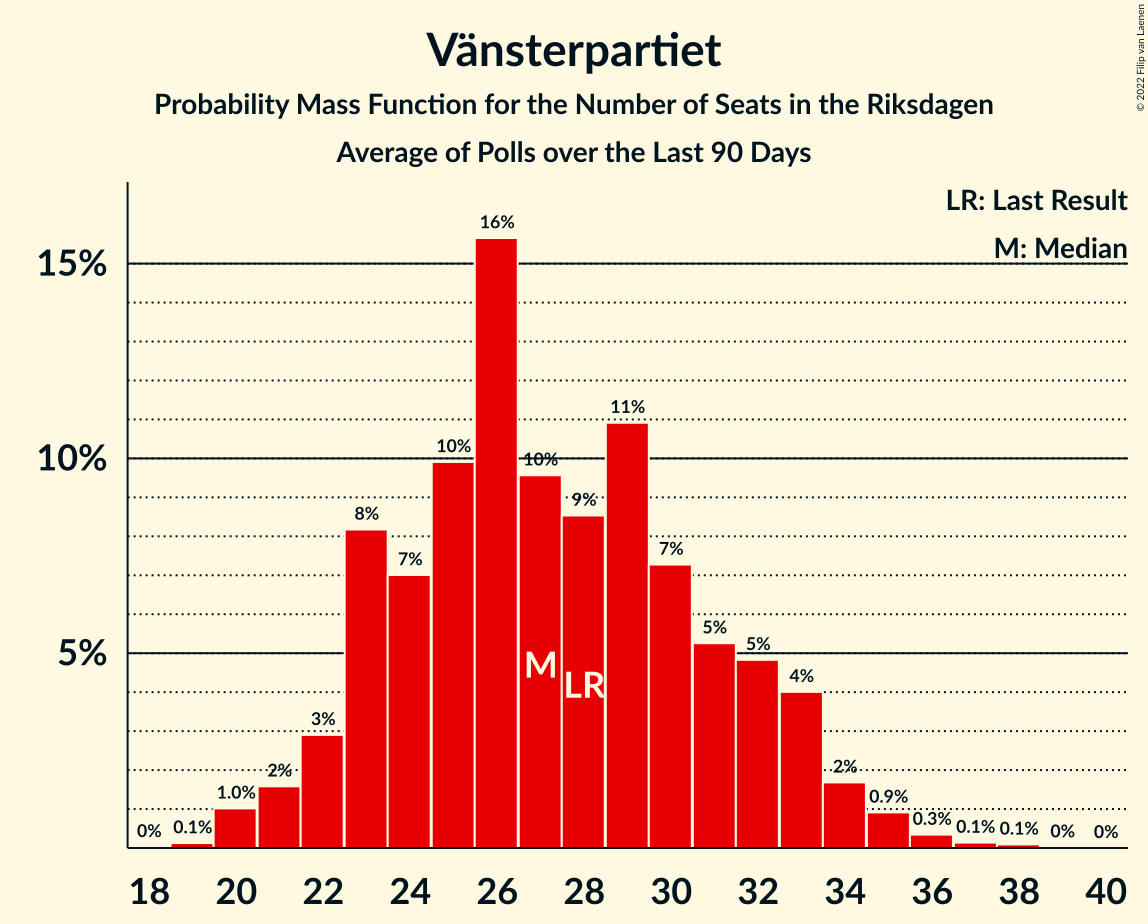 Vänsterpartiet
Probability Mass Function for the Number of Seats in the Riksdagen
Average of Polls over the Last 90 Days
© 2022 Filip van Laenen
LR: Last Result
M: Median
15%
10%
5%
0%
0.1%
1.0%
2%
3%
8%
7%
10%
16%
10%
9%
11%
7%
5%
5%
4%
2%
0.9%
0.3%
0.1%
0.1%
0%
0%
M
LR
18 20 22 24 26 28 30 32 34 36 38 40